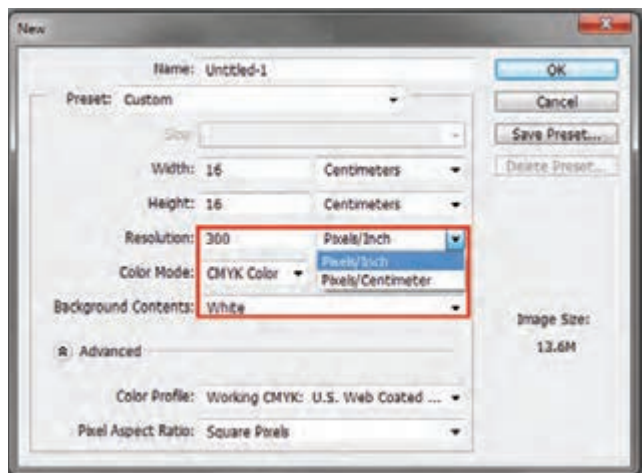 New
Name: Untitled-1
OK
Preset: Custom
Cancel
Size:
Save Preset...
Width: 16 Centimeters
Delete Preset...
Height: 16 Centimeters
Resolution: 300 Pixels/Inch
Pixels/Inch
Color Mode: CMYK Color
Pixels/Centimeter
Background Contents: White
Image Size:
Advanced
13.6M
Color Profile: Working CMYK: U.S. Web Coated ...
Pixel Aspect Ratio: Square Pixels